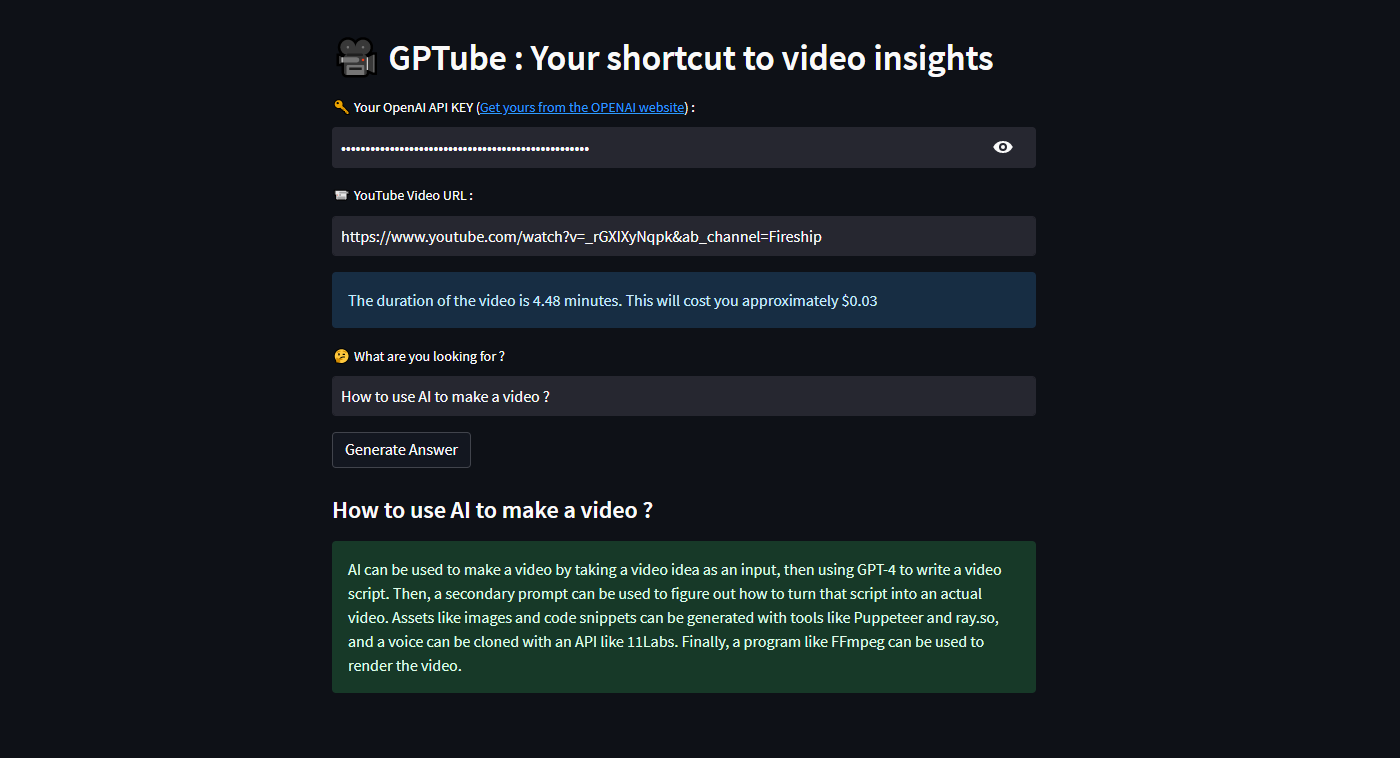 GPTube : Your shortcut to video insights
Your OpenAI API KEY (Get yours from the OPENAI website) :
••••••••••••••••••••••••••••••••••••••••••••••••••
YouTube Video URL :
https://www.youtube.com/watch?v=_rGXIXyNqpk&ab_channel=Fireship
The duration of the video is 4.48 minutes. This will cost you approximately $0.03
What are you looking for ?
How to use AI to make a video ?
Generate Answer
How to use AI to make a video ?
AI can be used to make a video by taking a video idea as an input, then using GPT-4 to write a video
script. Then, a secondary prompt can be used to figure out how to turn that script into an actual
video. Assets like images and code snippets can be generated with tools like Puppeteer and ray.so,
and a voice can be cloned with an API like 11Labs. Finally, a program like FFmpeg can be used to
render the video.